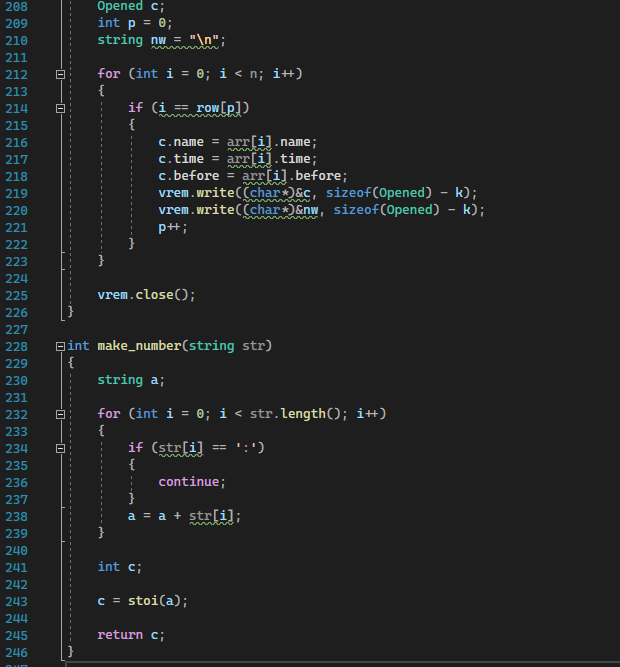 208 Opened c;
209 int p = 0;
210 string nw = "\n";
211
212 for (int i = 0; i < n; i++)
213 {
214 if (i == row[p])
215 {
216 c.name = arr[i].name;
217 c.time = arr[i].time;
218 c.before = arr[i].before;
219 vrem.write((char*)&c, sizeof(Opened) - k);
220 vrem.write((char*)&nw, sizeof(Opened) - k);
221 p++;
222 }
223 }
224
225 vrem.close();
226 }
227
228 int make_number(string str)
229 {
230 string a;
231
232 for (int i = 0; i < str.length(); i++)
233 {
234 if (str[i] == ':')
235 {
236 continue;
237 }
238 a = a + str[i];
239 }
240
241 int c;
242
243 c = stoi(a);
244
245 return c;
246 }